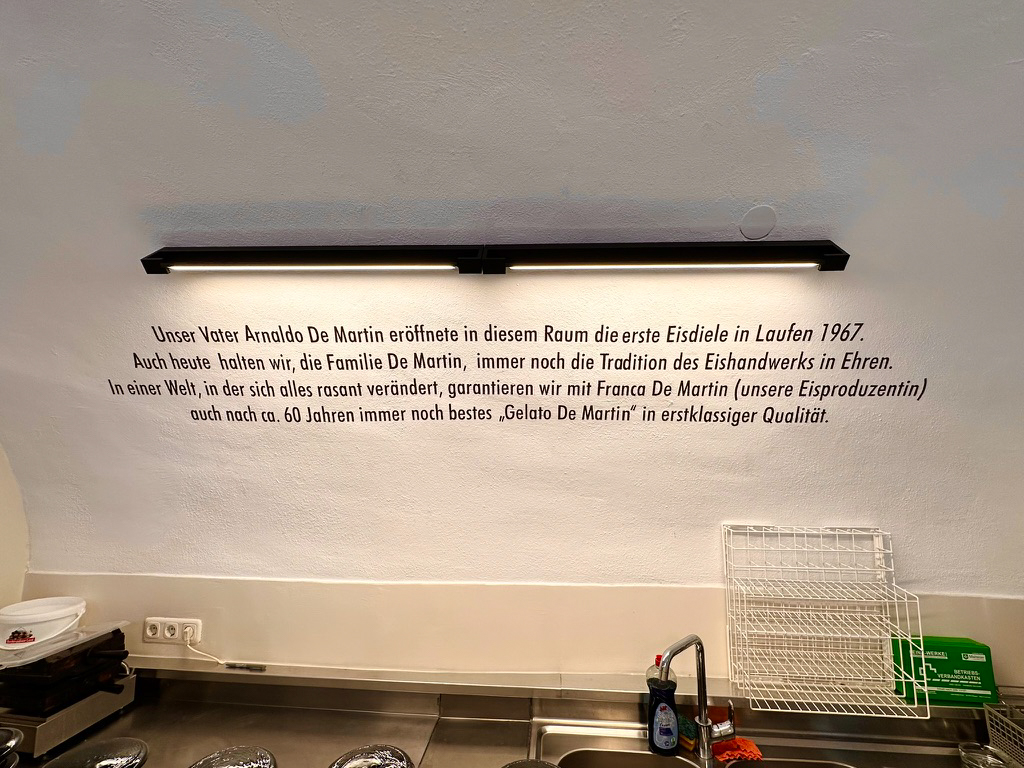 Unser Vater Arnaldo De Martin eröffnete in diesem Raum die erste Eisdiele in Laufen 1967.
Auch heute halten wir, die Familie De Martin, immer noch die Tradition des Eishandwerks in Ehren.
In einer Welt, in der sich alles rasant verändert, garantieren wir mit Franca De Martin (unsere Eisproduzentin)
auch nach ca. 60 Jahren immer noch bestes „Gelato De Martin“ in erstklassiger Qualität.
BETRIEBS-
VERBANDKASTEN